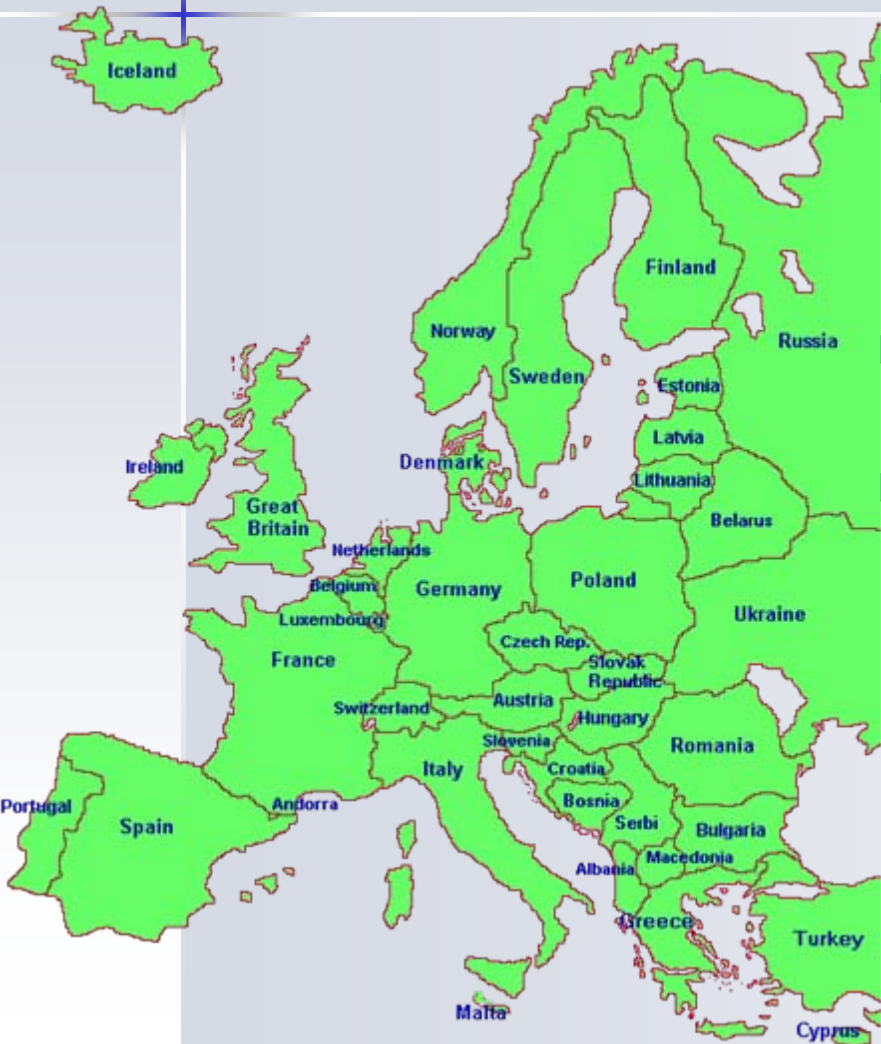 Iceland
Finland
Norway
Russia
Sweden
Estonia
Latvia
Denmark
Ireland
Lithuania
Great
Britain
Belarus
Netherlands
Belgium
Germany
Poland
Luxembourg
Ukraine
Czech Rep.
France
Slovak
Republic
Switzerland
Austria
Hungary
Slovenia
Romania
Italy
Croatia
Portugal
Andorra
Bosnia
Spain
Serbi
Bulgaria
Macedonia
Albania
Greece
Turkey
Malta
Cyprus